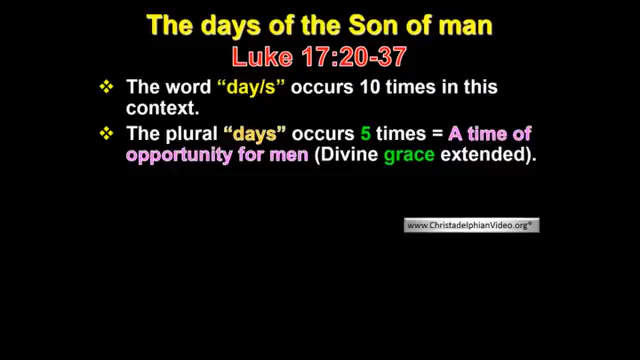 The days of the Son of man
Luke 17:20-37
❖ The word “day/s” occurs 10 times in this
context.
❖ The plural “days” occurs 5 times = A time of
opportunity for men (Divine grace extended).
www.ChristadelphianVideo.org®